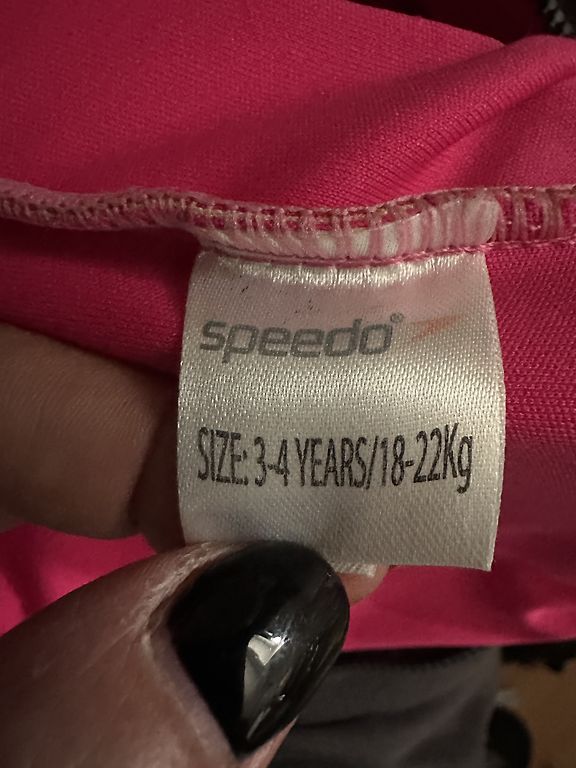 speedo®
SIZE: 3-4 YEARS/18-22Kg